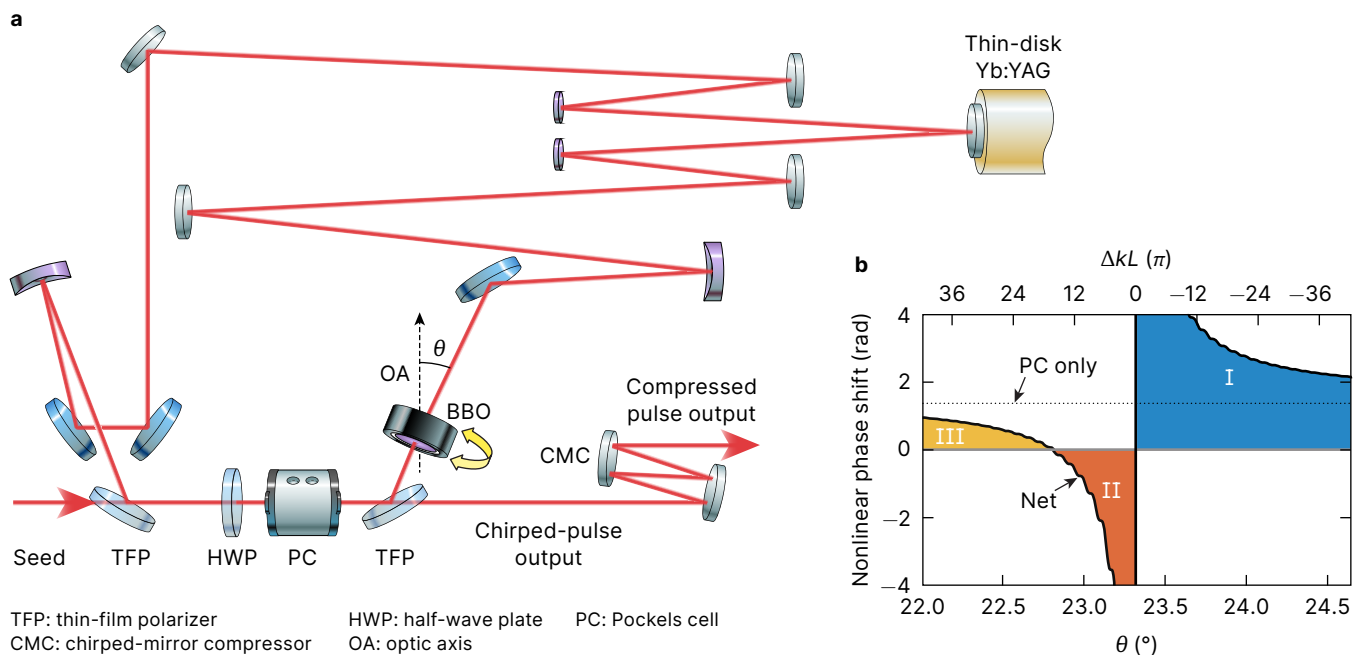 a
Thin-disk
Yb:YAG
θ
OA
BBO
Compressed
pulse output
CMC
Chirped-pulse
output
Seed
TFP
HWP
PC
TFP
TFP: thin-film polarizer
HWP: half-wave plate
PC: Pockels cell
CMC: chirped-mirror compressor
OA: optic axis
b
ΔkL (π)
36 24 12 0 −12 −24 −36
Nonlinear phase shift (rad)
4
2
0
−2
−4
PC only
I
III
II
Net
22.0 22.5 23.0 23.5 24.0 24.5
θ (°)